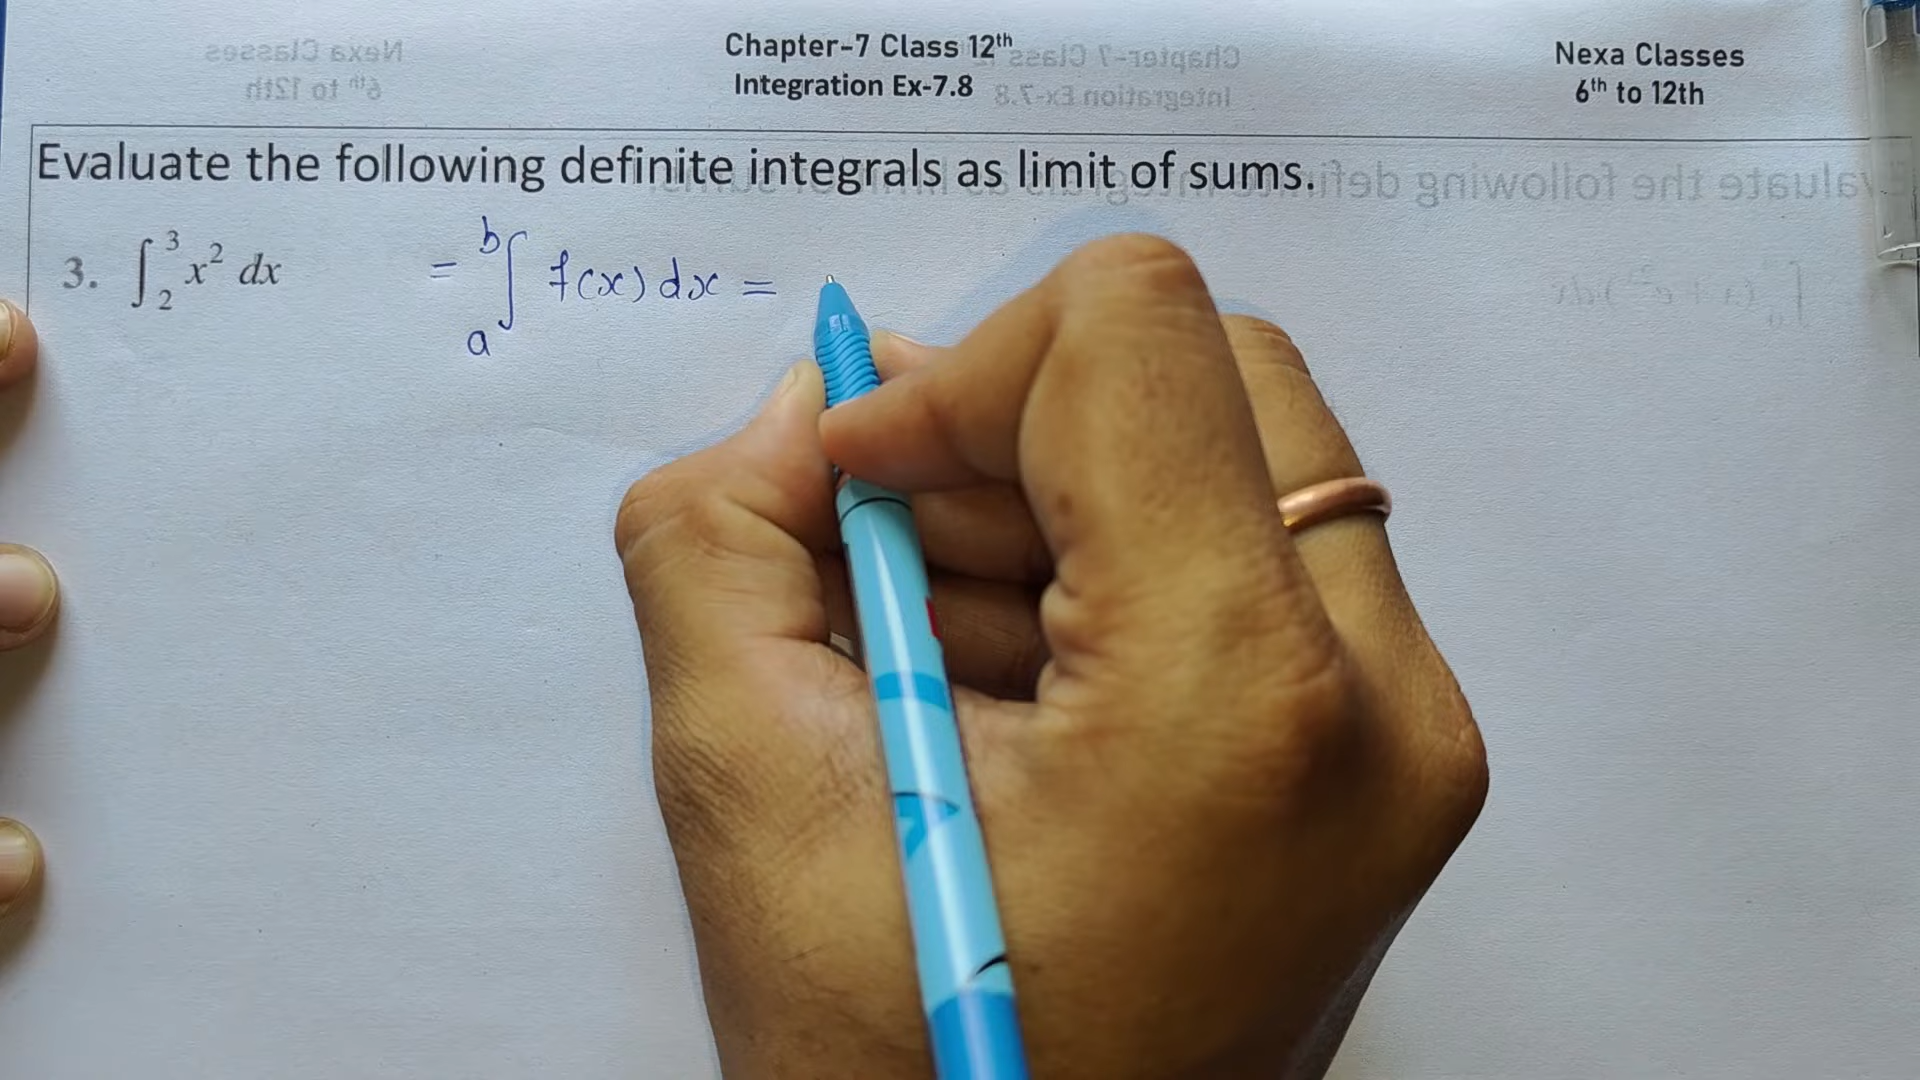 Chapter-7 Class 12th
Integration Ex-7.8
Nexa Classes
6th to 12th
Evaluate the following definite integrals as limit of sums.
3. ∫₂³ x² dx = ₐ∫ᵇ f(x) dx =